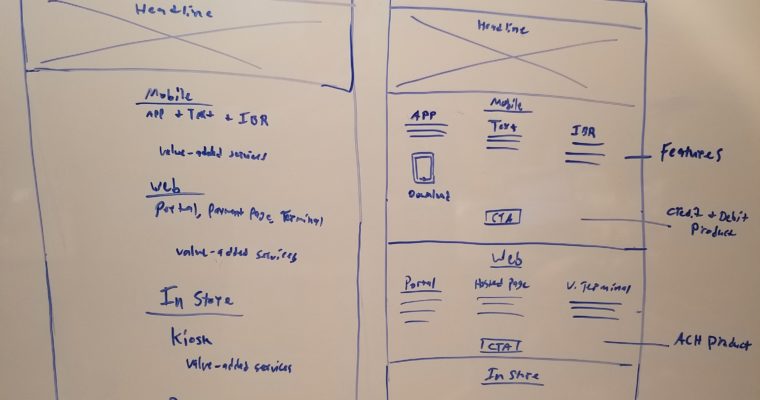 Headline
Mobile
APP + Text + IBR
value-added services
Web
Portal, Payment Page, Terminal
value-added services
In Store
Kiosk
value-added services
Headline
Mobile
APP
Text
IBR
Download
CTA
Features
Credit + Debit
Product
Web
Portal
Hosted Page
V. Terminal
CTA
ACH Product
In Store